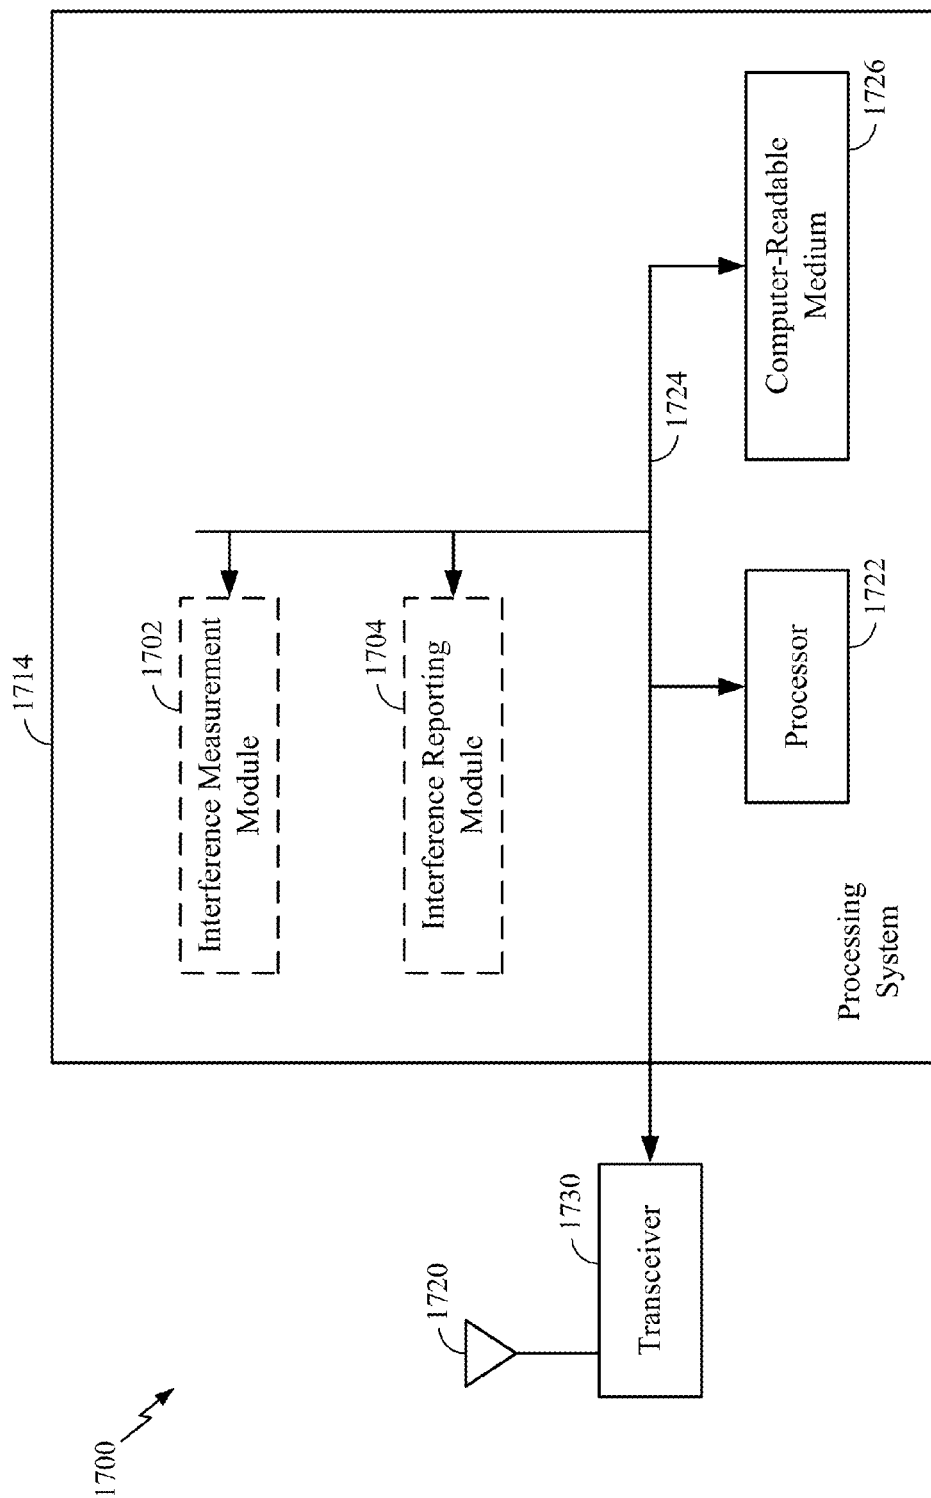 1700
1714
1702
Interference Measurement
Module
1704
Interference Reporting
Module
1724
1720
1730
Transceiver
1722
Processor
1726
Computer-Readable
Medium
Processing
System